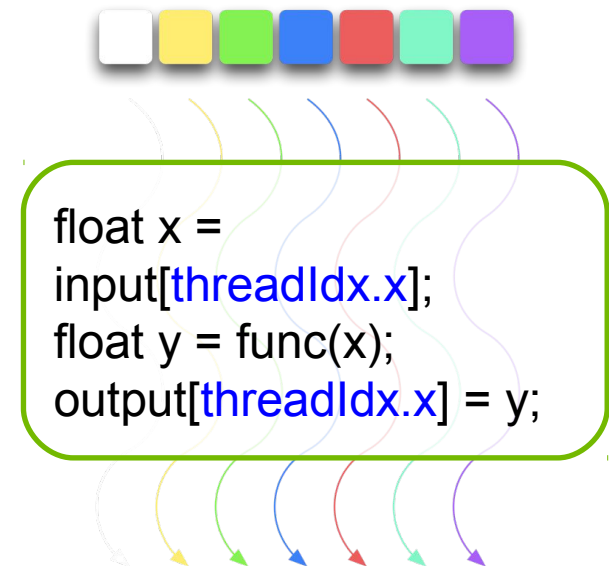 float x =
input[threadIdx.x];
float y = func(x);
output[threadIdx.x] = y;